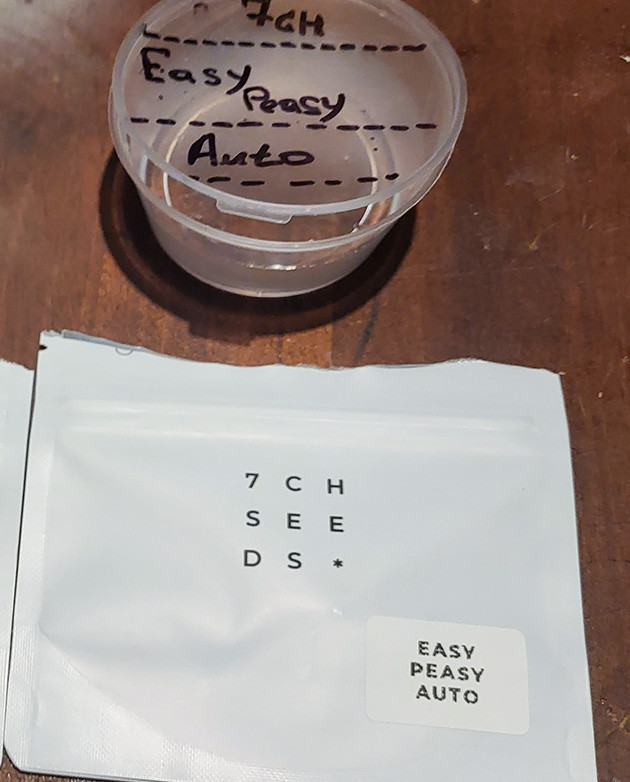 7CH
Easy
Peasy
Auto
7 C H
S E E
D S *
EASY
PEASY
AUTO